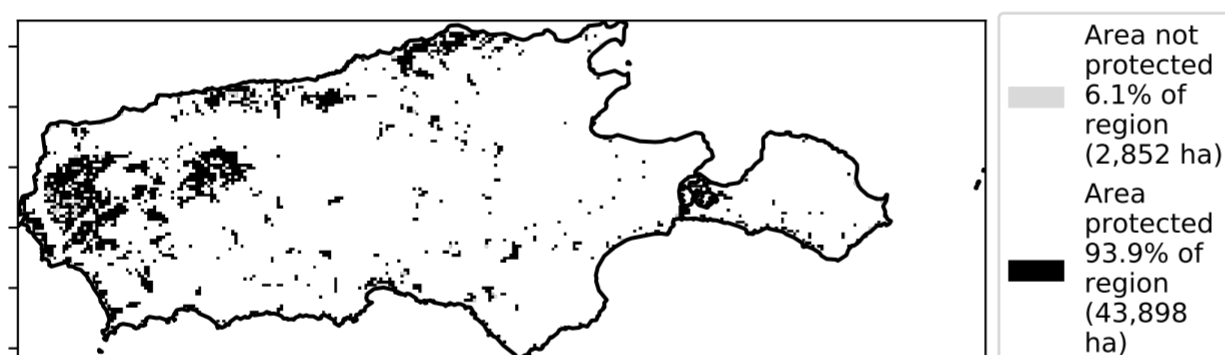 Area not
protected
6.1% of
region
(2,852 ha)
Area
protected
93.9% of
region
(43,898
ha)